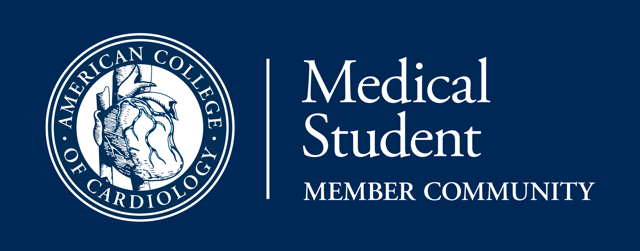 · AMERICAN COLLEGE ·
OF CARDIOLOGY
Medical
Student
MEMBER COMMUNITY